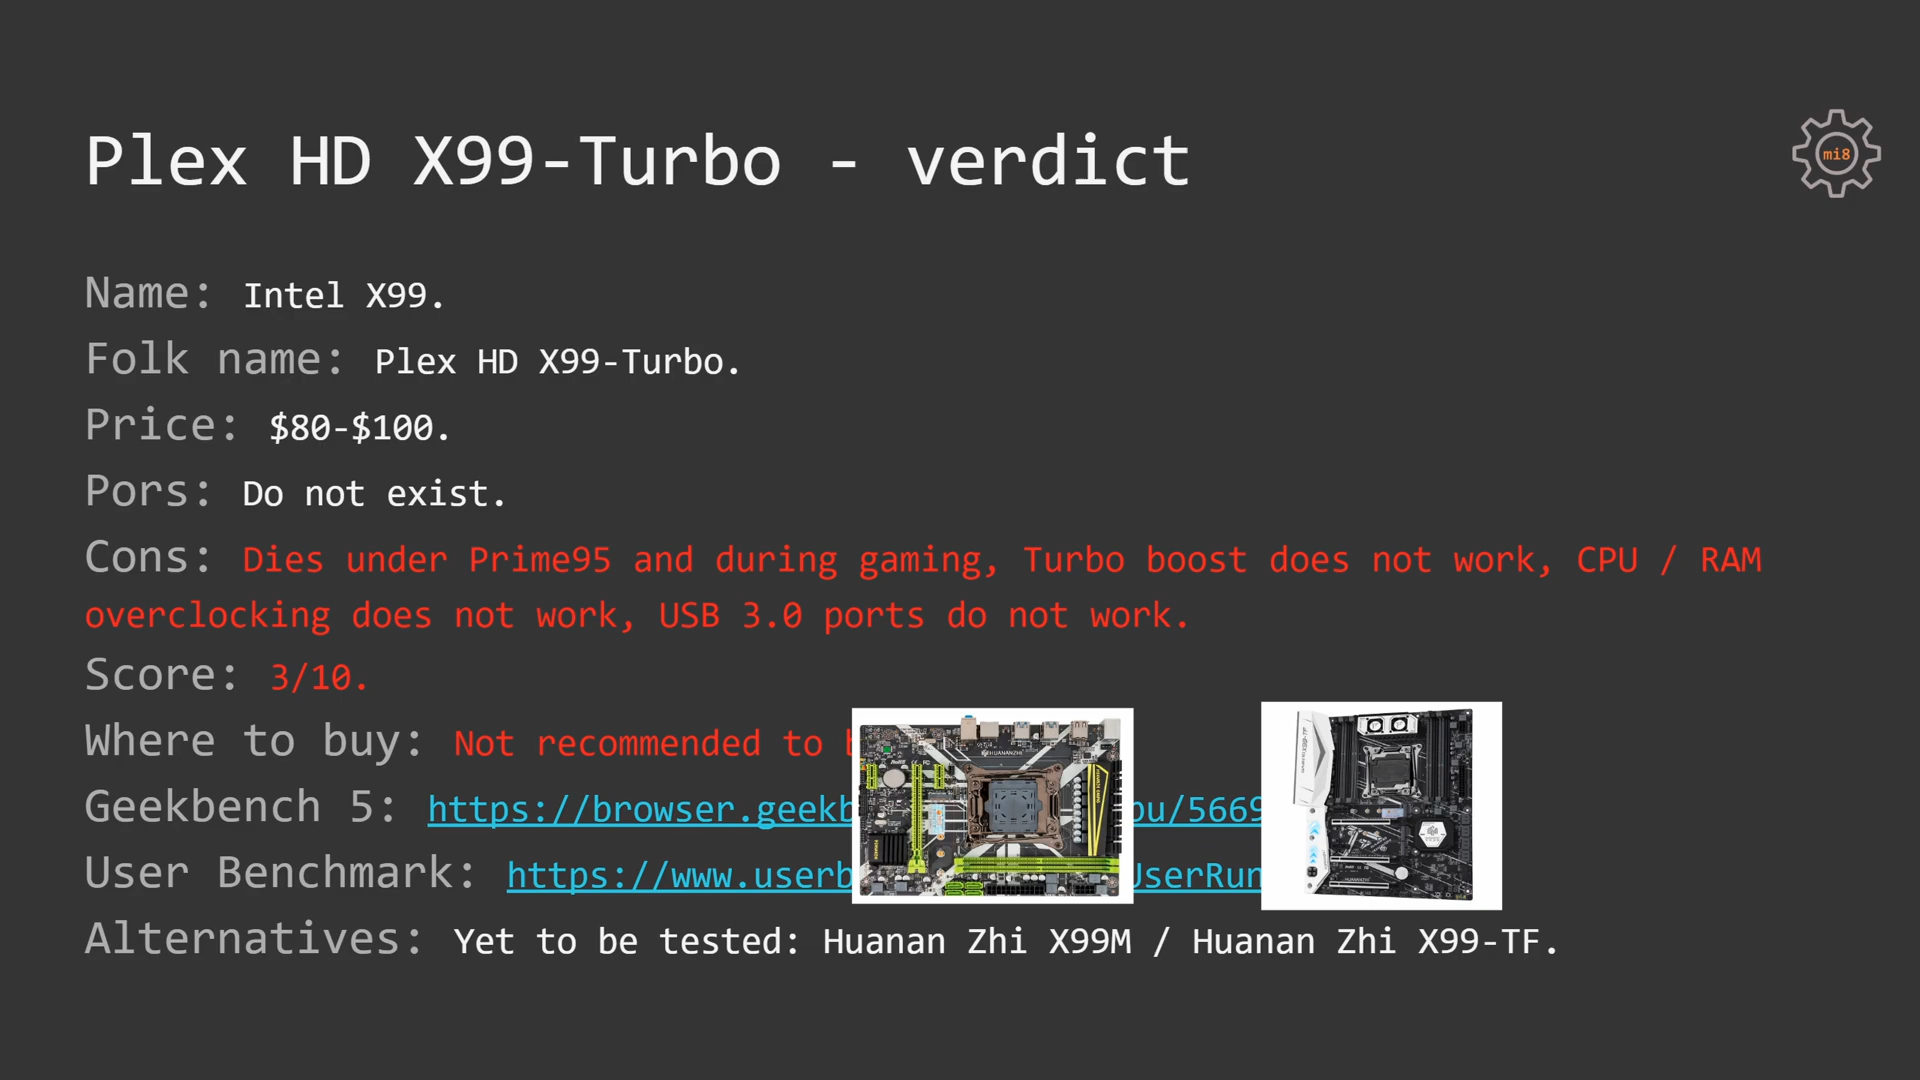 Plex HD X99-Turbo - verdict
mi8
Name: Intel X99.
Folk name: Plex HD X99-Turbo.
Price: $80-$100.
Pors: Do not exist.
Cons: Dies under Prime95 and during gaming, Turbo boost does not work, CPU / RAM
overclocking does not work, USB 3.0 ports do not work.
Score: 3/10.
Where to buy: Not recommended to
Geekbench 5: https://browser.geekb pu/5669
User Benchmark: https://www.userb UserRun
HUANANZHI
Alternatives: Yet to be tested: Huanan Zhi X99M / Huanan Zhi X99-TF.